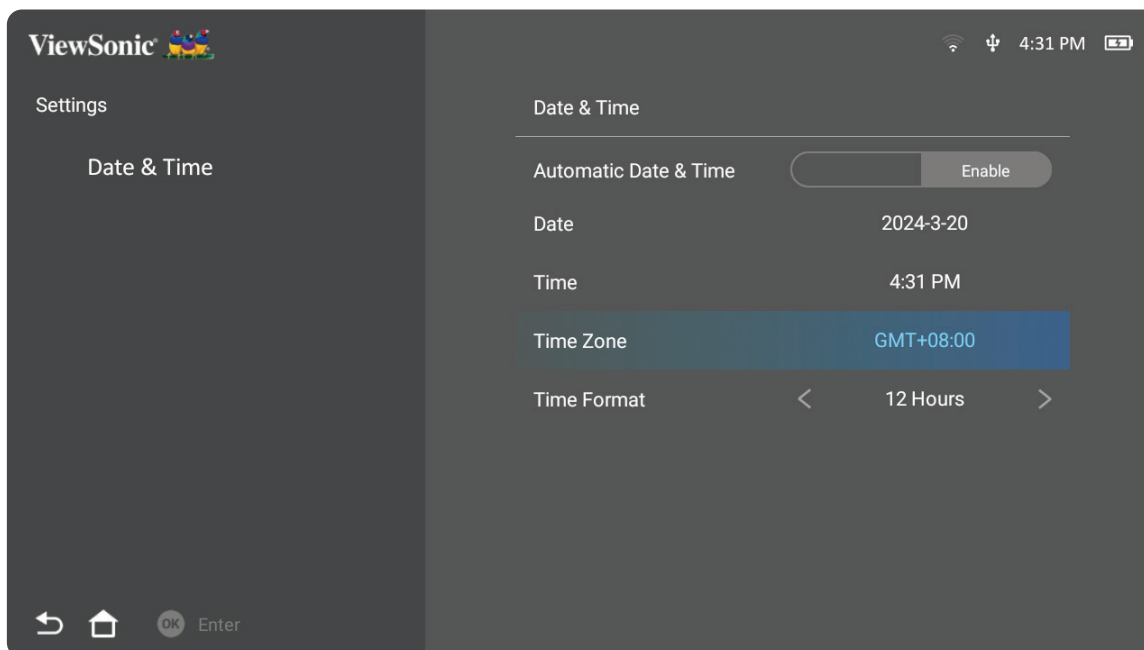 ViewSonic
4:31 PM
Settings
Date & Time
Date & Time
Automatic Date & Time Enable
Date 2024-3-20
Time 4:31 PM
Time Zone GMT+08:00
Time Format < 12 Hours >
OK Enter